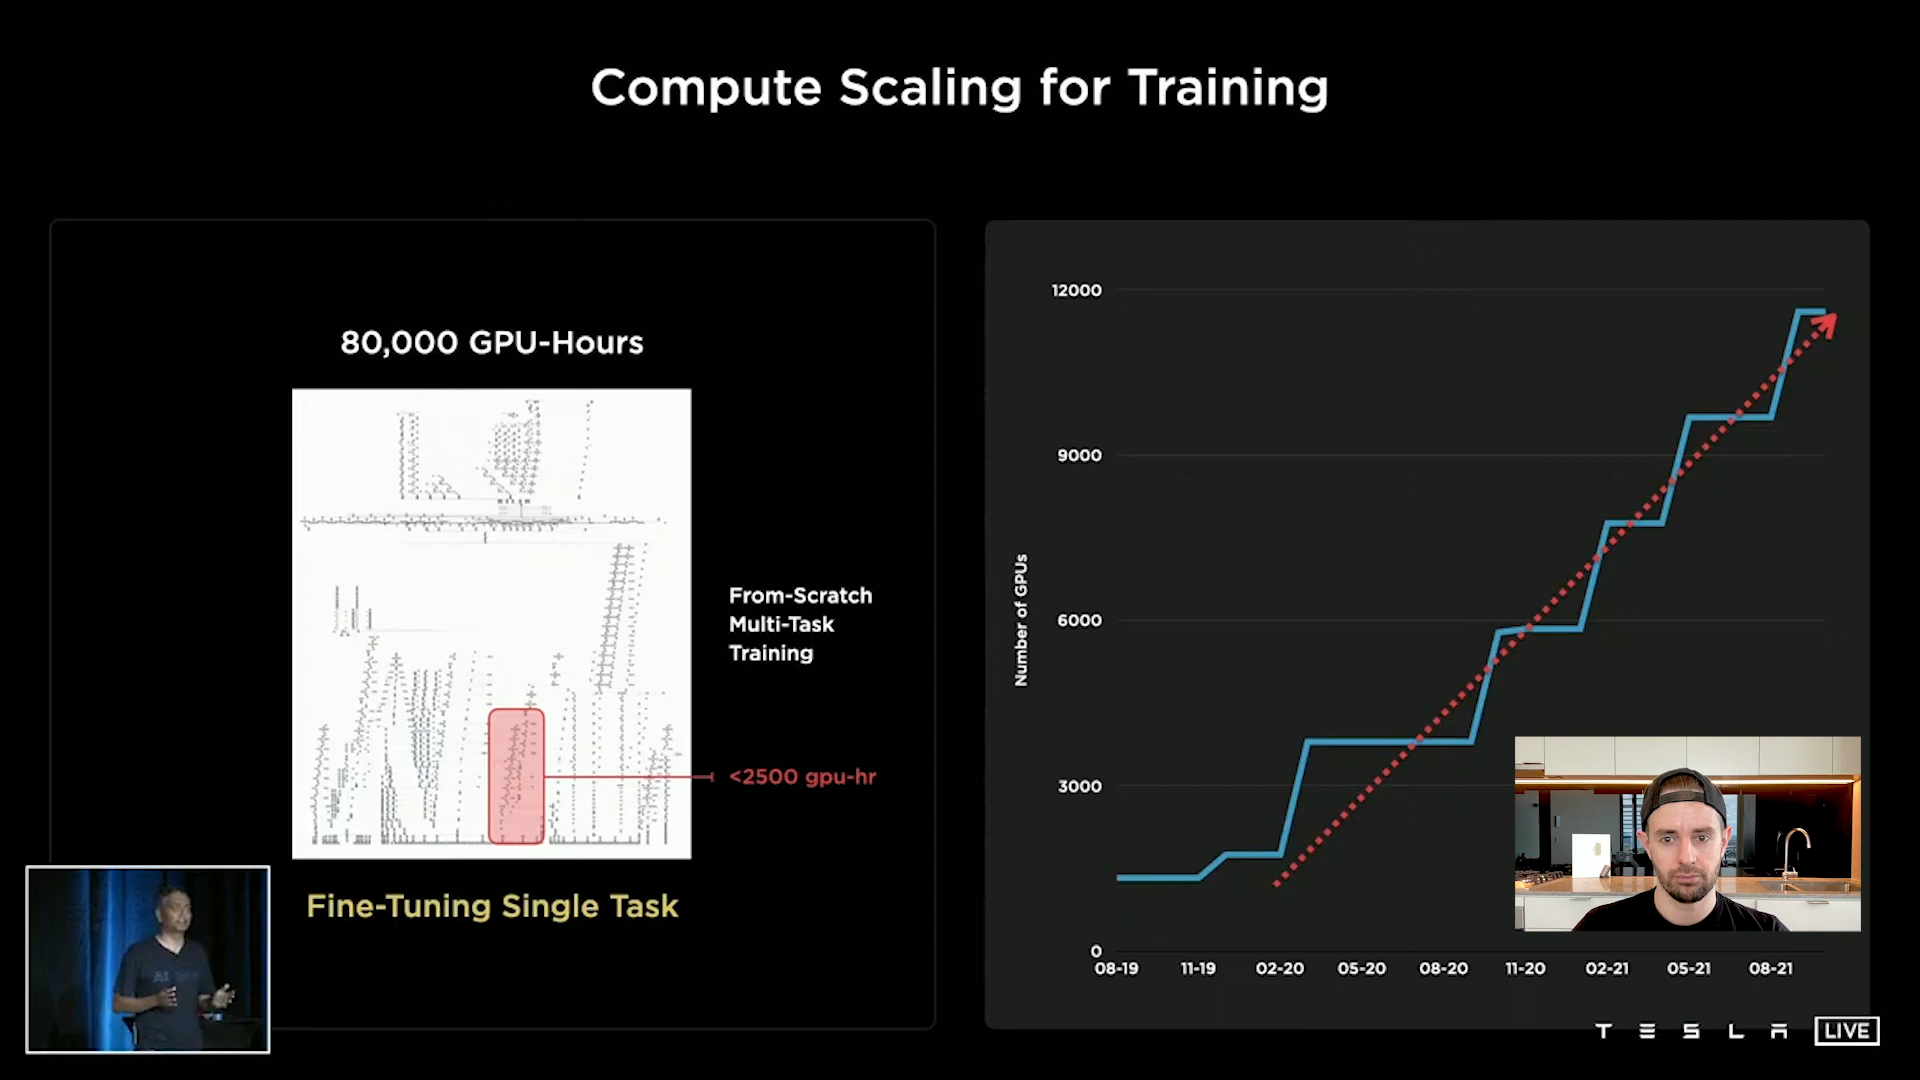 Compute Scaling for Training
80,000 GPU-Hours
From-Scratch
Multi-Task
Training
<2500 gpu-hr
Fine-Tuning Single Task
Number of GPUs
12000
9000
6000
3000
0
08-19 11-19 02-20 05-20 08-20 11-20 02-21 05-21 08-21
TESLA LIVE